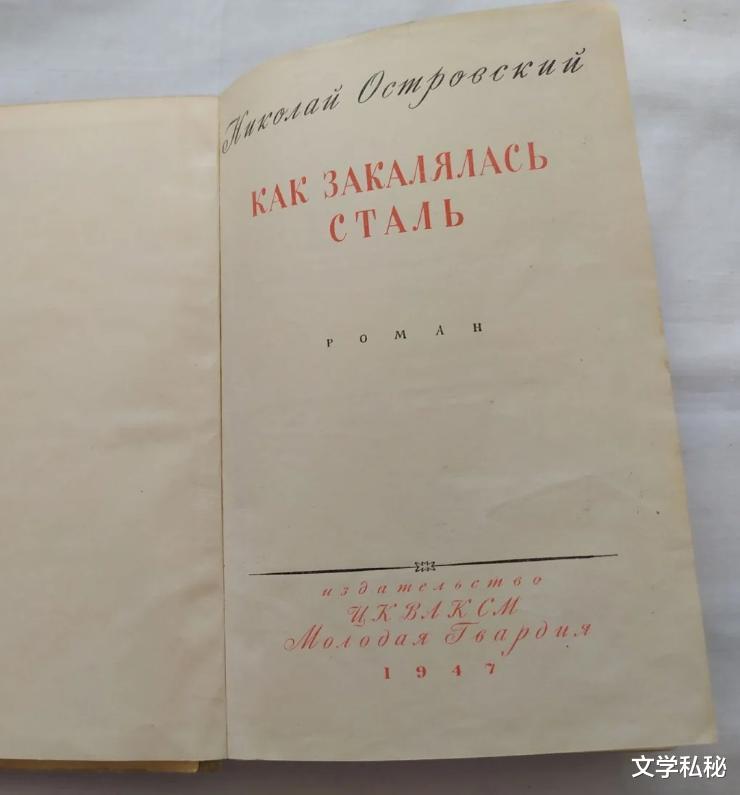 Николай Островский
КАК ЗАКАЛЯЛАСЬ
СТАЛЬ
РОМАН
издательство
ЦК ВЛКСМ
Молодая Гвардия
1947
文学私秘